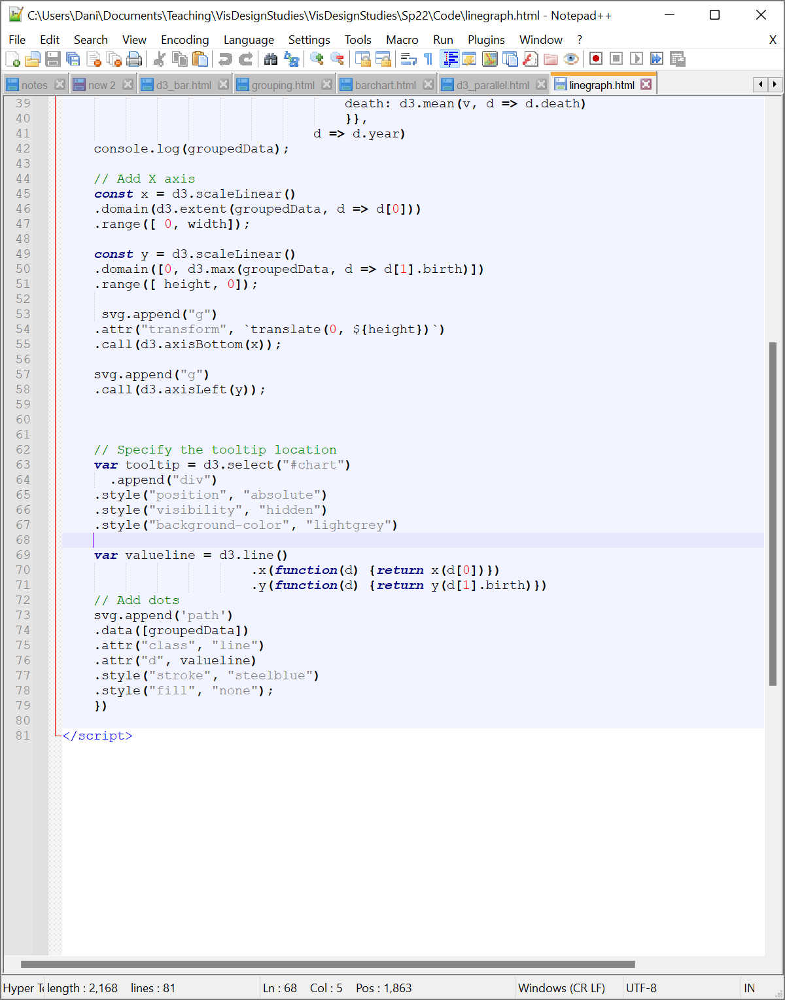 C:\Users\Dani\Documents\Teaching\VisDesignStudies\VisDesignStudies\Sp22\Code\linegraph.html - Notepad++
File Edit Search View Encoding Language Settings Tools Macro Run Plugins Window ? X
notes new 2 d3_bar.html grouping.html barchart.html d3_parallel.html linegraph.html
39 death: d3.mean(v, d => d.death)
40 }},
41 d => d.year)
42 console.log(groupedData);
43
44 // Add X axis
45 const x = d3.scaleLinear()
46 .domain(d3.extent(groupedData, d => d[0]))
47 .range([ 0, width]);
48
49 const y = d3.scaleLinear()
50 .domain([0, d3.max(groupedData, d => d[1].birth)])
51 .range([ height, 0]);
52
53 svg.append("g")
54 .attr("transform", `translate(0, ${height})`)
55 .call(d3.axisBottom(x));
56
57 svg.append("g")
58 .call(d3.axisLeft(y));
59
60
61
62 // Specify the tooltip location
63 var tooltip = d3.select("#chart")
64 .append("div")
65 .style("position", "absolute")
66 .style("visibility", "hidden")
67 .style("background-color", "lightgrey")
68
69 var valueline = d3.line()
70 .x(function(d) {return x(d[0])})
71 .y(function(d) {return y(d[1].birth)})
72 // Add dots
73 svg.append('path')
74 .data([groupedData])
75 .attr("class", "line")
76 .attr("d", valueline)
77 .style("stroke", "steelblue")
78 .style("fill", "none");
79 })
80
81 </script>
Hyper Te length : 2,168 lines : 81 Ln : 68 Col : 5 Pos : 1,863 Windows (CR LF) UTF-8 IN